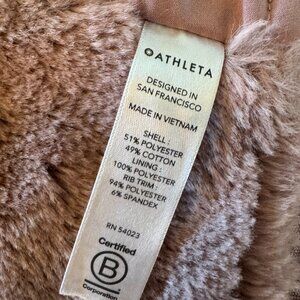 ATHLETA
DESIGNED IN
SAN FRANCISCO
MADE IN VIETNAM
SHELL :
51% POLYESTER
49% COTTON
LINING :
100% POLYESTER
RIB TRIM :
94% POLYESTER
6% SPANDEX
RN 54023
Certified
B
Corporation